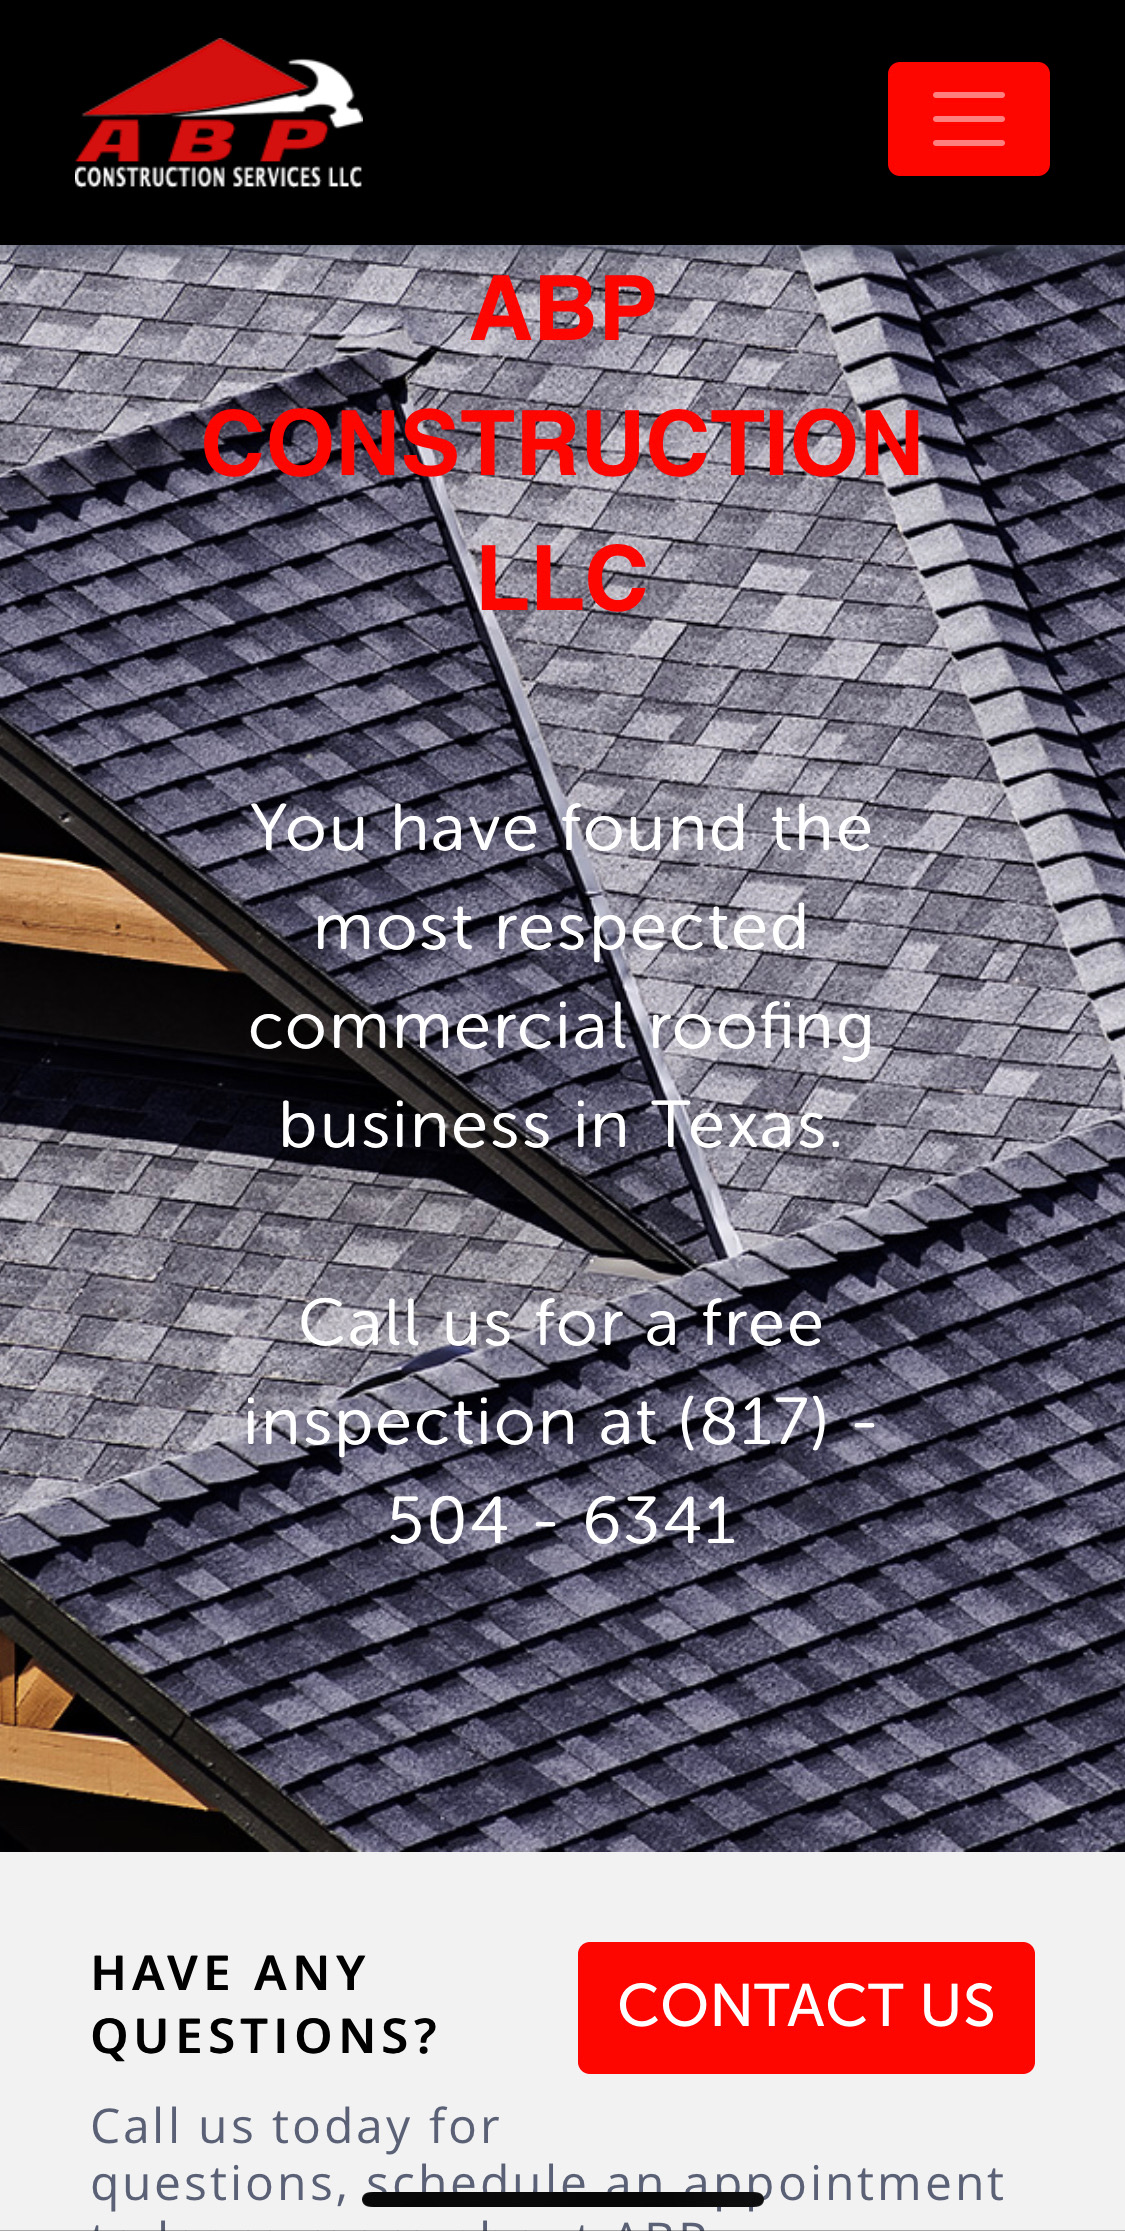 ABP
CONSTRUCTION SERVICES LLC
ABP
CONSTRUCTION
LLC
You have found the
most respected
commercial roofing
business in Texas.
Call us for a free
inspection at (817) -
504 - 6341
HAVE ANY
QUESTIONS?
CONTACT US
Call us today for
questions, schedule an appointment